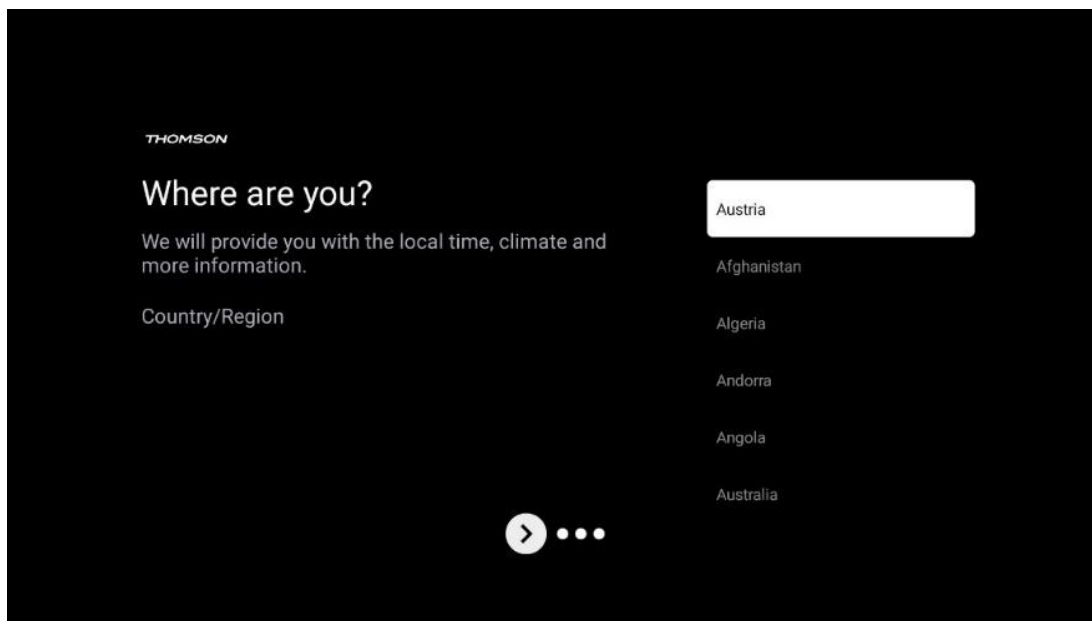 THOMSON
Where are you?
We will provide you with the local time, climate and
more information.
Country/Region
Austria
Afghanistan
Algeria
Andorra
Angola
Australia